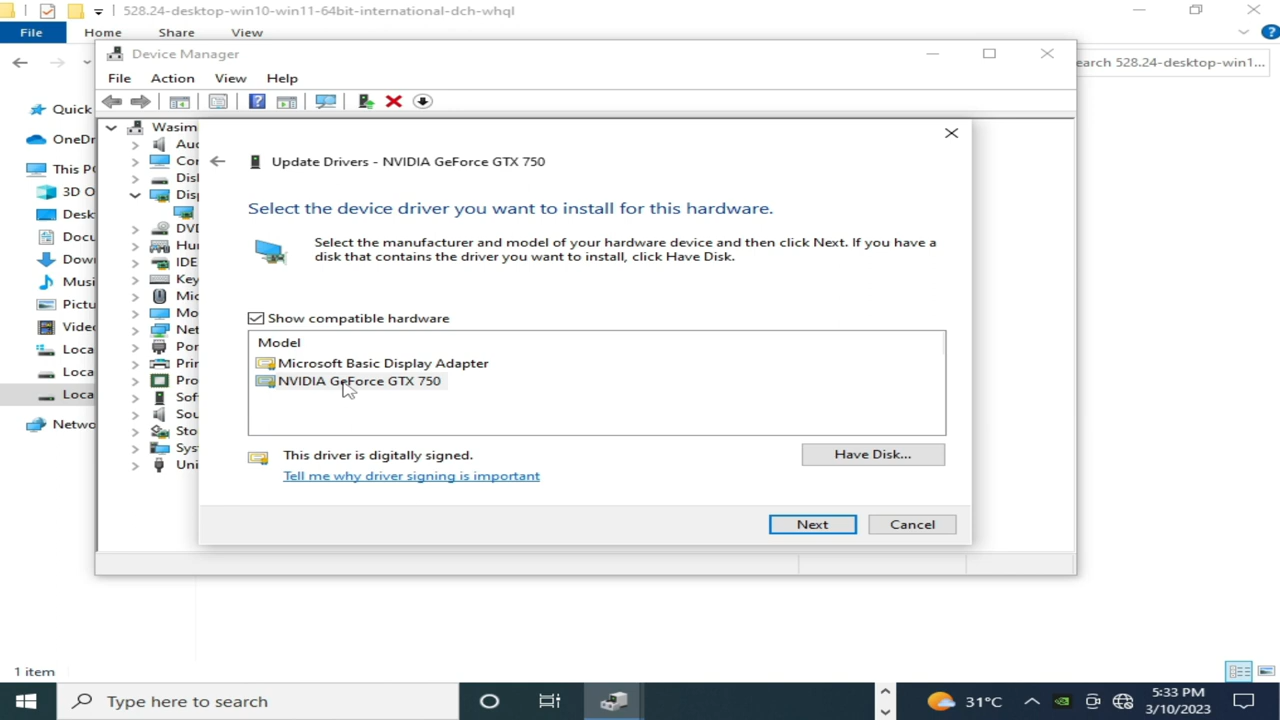 528.24-desktop-win10-win11-64bit-international-dch-whql
File
Home
Share
View
Device Manager
earch 528.24-desktop-win1...
File
Action
View
Help
Quick
OneDr
This PC
3D O
Desk
Docu
Down
Musi
Pictu
Video
Loca
Loca
Loca
Netwo
Wasim
Aud
Cor
Disk
Disp
DVD
Hur
IDE
Key
Mic
Mo
Net
Por
Prin
Pro
Sof
Sou
Sto
Sys
Uni
Update Drivers - NVIDIA GeForce GTX 750
Select the device driver you want to install for this hardware.
Select the manufacturer and model of your hardware device and then click Next. If you have a
disk that contains the driver you want to install, click Have Disk.
Show compatible hardware
Model
Microsoft Basic Display Adapter
NVIDIA GeForce GTX 750
This driver is digitally signed.
Tell me why driver signing is important
Have Disk...
Next
Cancel
1 item
Type here to search
31°C
5:33 PM
3/10/2023